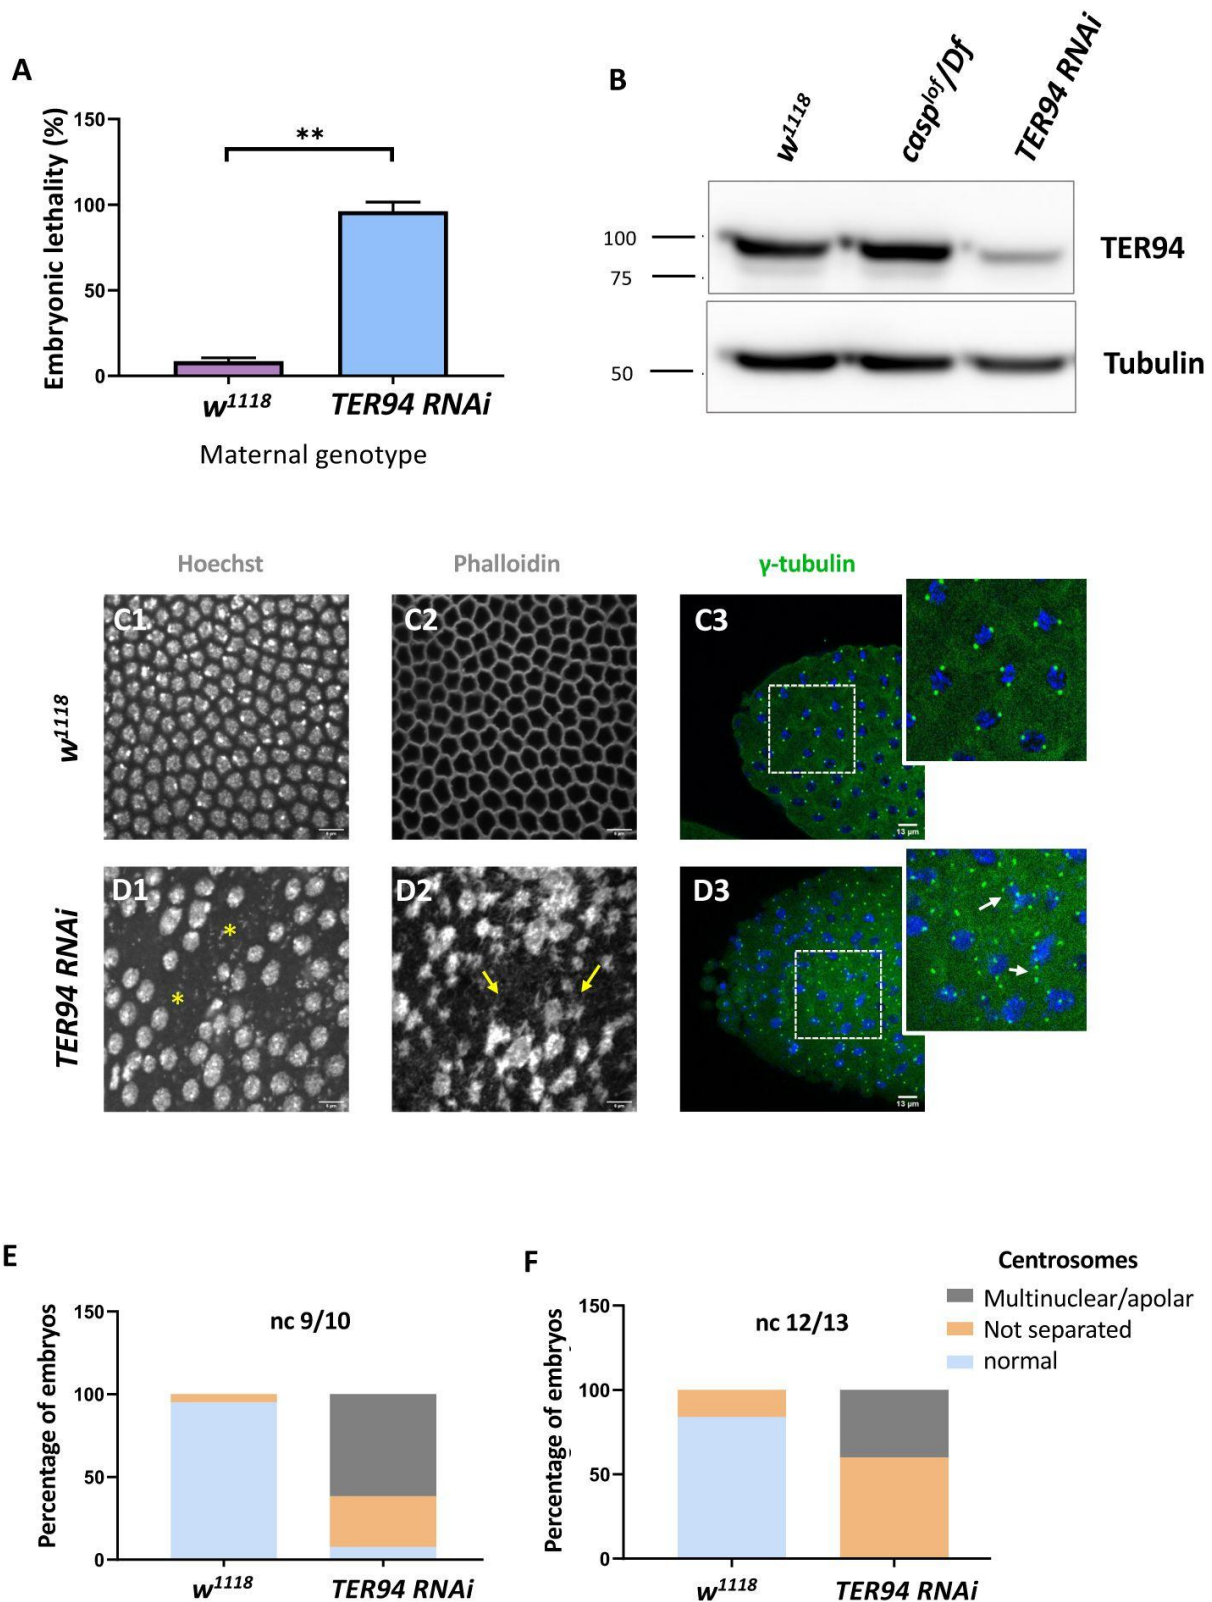 A
Embryonic lethality (%)
150
100
50
0
**
w1118
TER94 RNAi
Maternal genotype
B
w1118
casplof/Df
TER94 RNAi
100
75
TER94
50
Tubulin
Hoechst
Phalloidin
γ-tubulin
w1118
C1
C2
C3
13 µm
TER94 RNAi
D1
*
*
D2
D3
13 µm
E
Percentage of embryos
150
100
50
0
nc 9/10
w1118
TER94 RNAi
F
Percentage of embryos
150
100
50
0
nc 12/13
w1118
TER94 RNAi
Centrosomes
Multinuclear/apolar
Not separated
normal